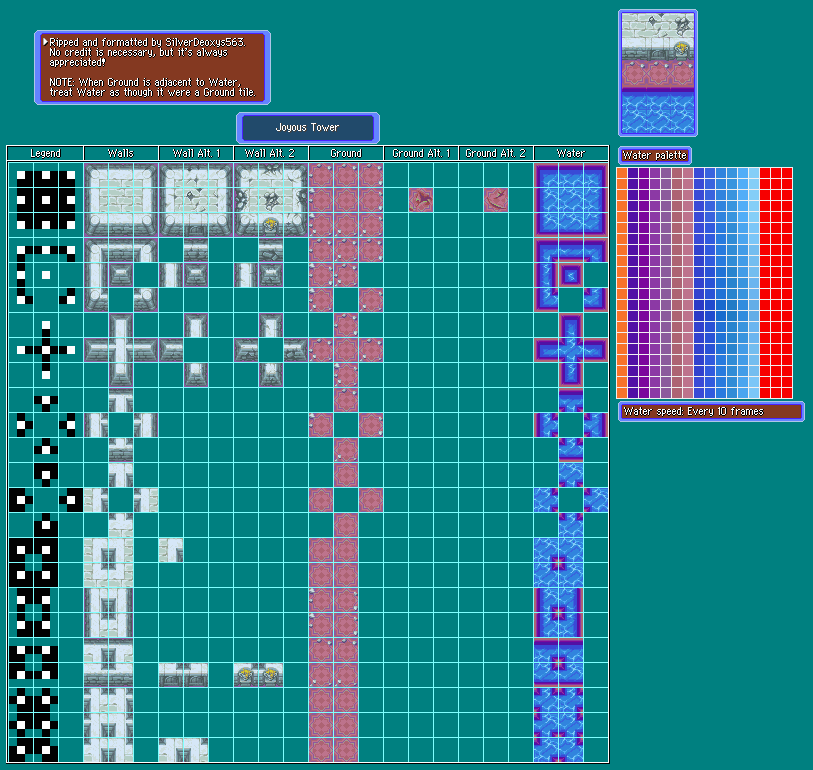 Ripped and formatted by SilverDeoxys563.
No credit is necessary, but it's always
appreciated!
NOTE: When Ground is adjacent to Water,
treat Water as though it were a Ground tile.
Joyous Tower
Legend Walls Wall Alt. 1 Wall Alt. 2 Ground Ground Alt. 1 Ground Alt. 2 Water
Water palette
Water speed: Every 10 frames